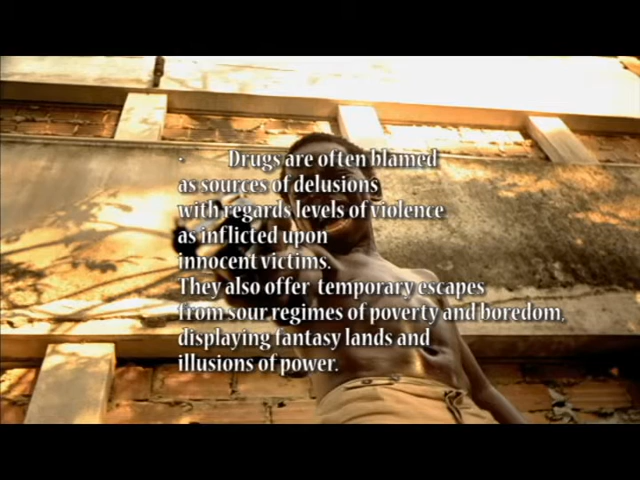 · Drugs are often blamed
as sources of delusions
with regards levels of violence
as inflicted upon
innocent victims.
They also offer temporary escapes
from sour regimes of poverty and boredom,
displaying fantasy lands and
illusions of power.